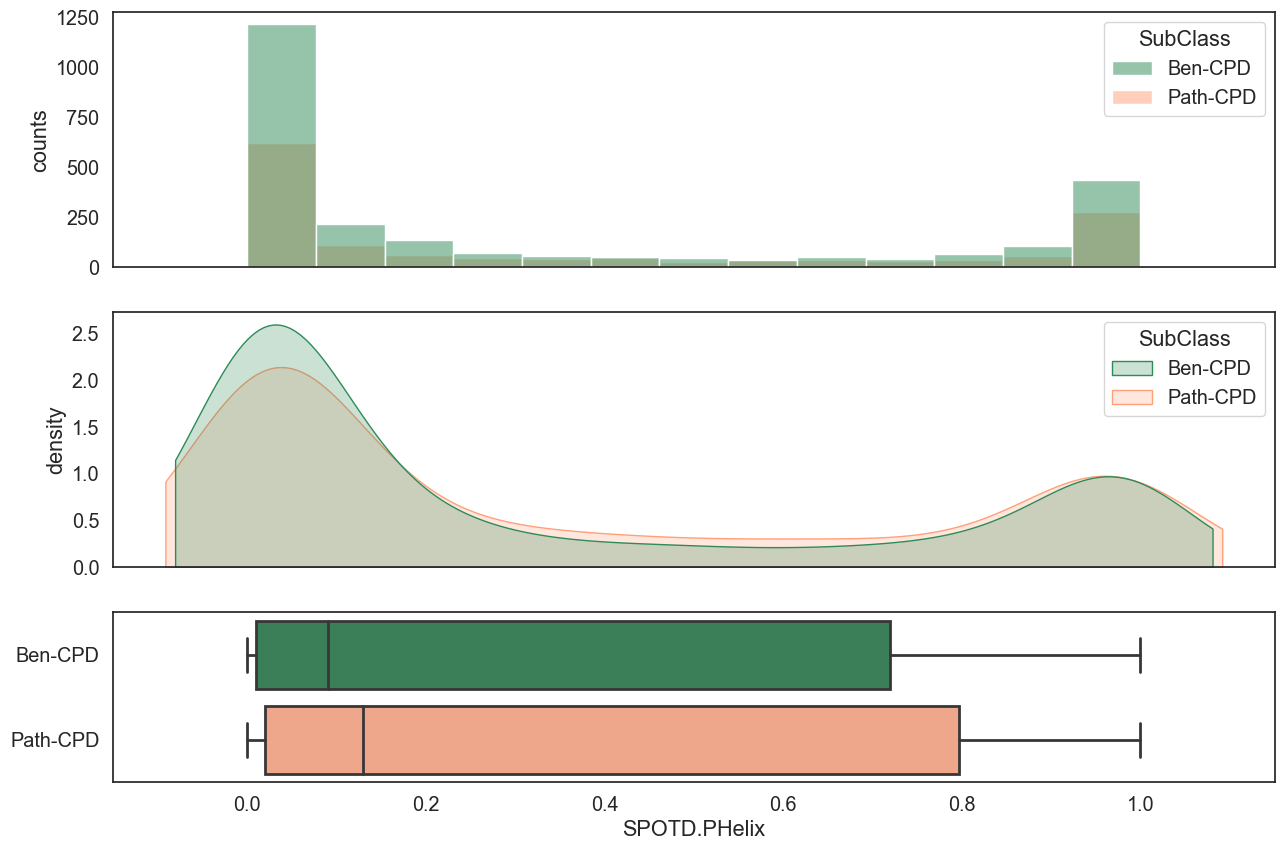 1250
1000
750
500
250
0
counts
SubClass
Ben-CPD
Path-CPD
2.5
2.0
1.5
1.0
0.5
0.0
density
SubClass
Ben-CPD
Path-CPD
Ben-CPD
Path-CPD
0.0 0.2 0.4 0.6 0.8 1.0
SPOTD.PHelix